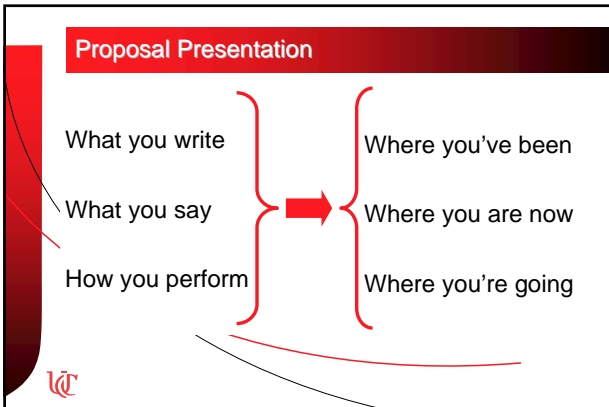 Proposal Presentation
What you write
What you say
How you perform
Where you've been
Where you are now
Where you're going
UC